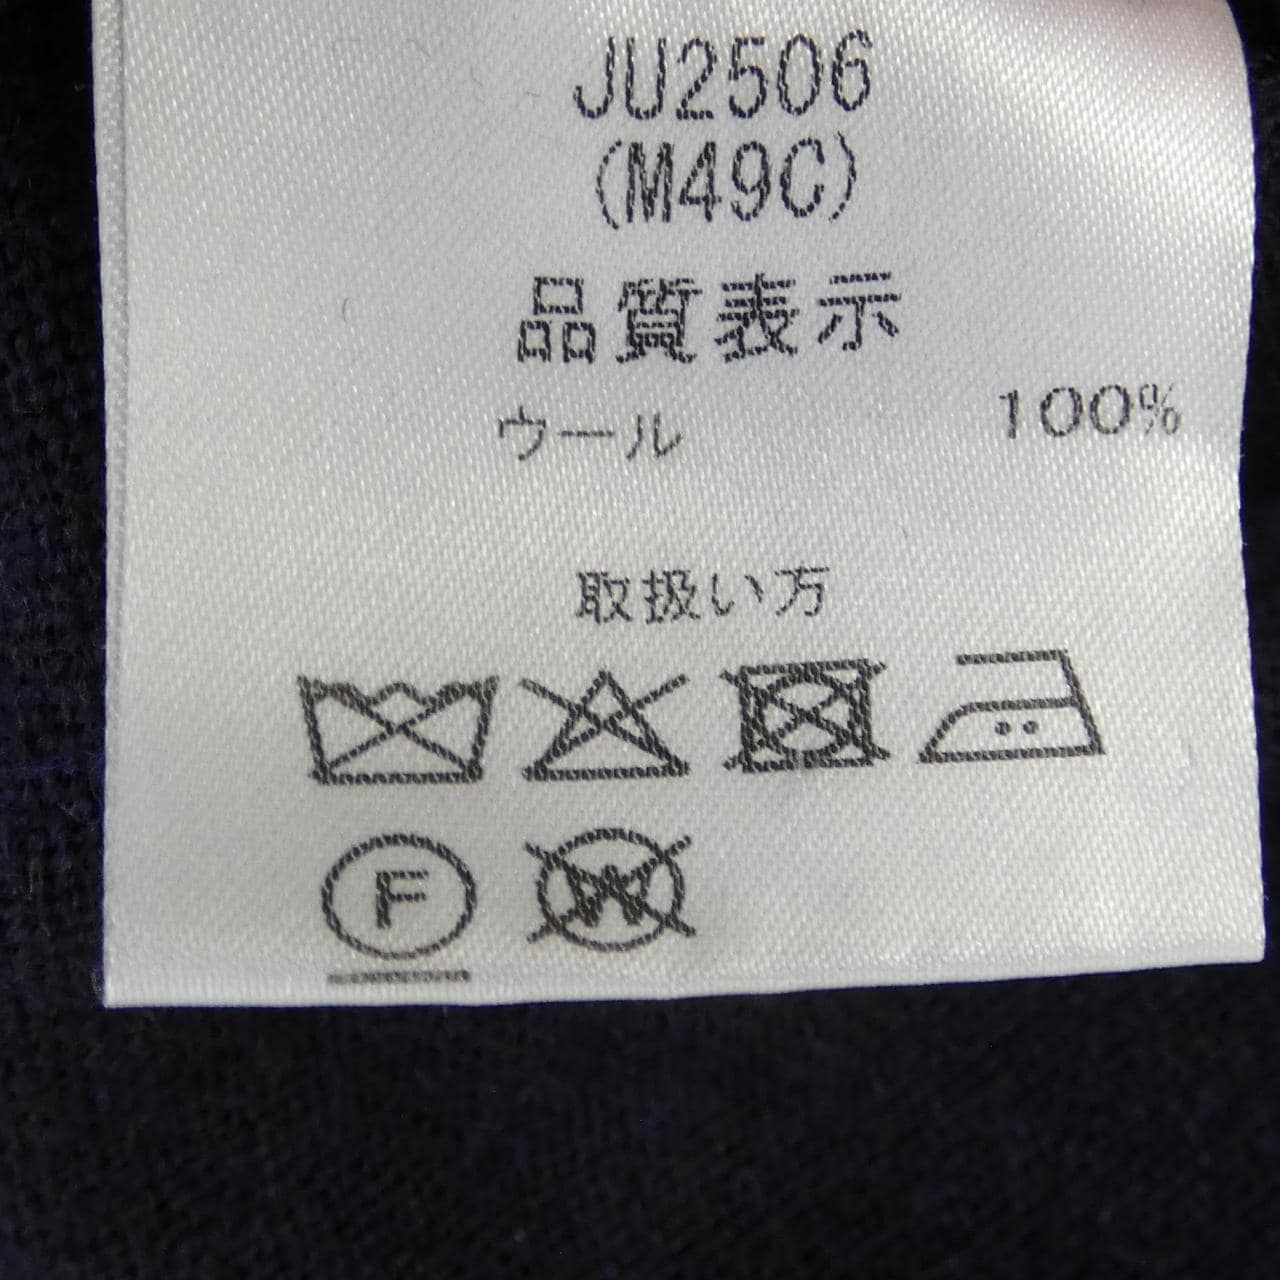 JU2506
(M49C)
品質表示
ウール 100%
取扱い方
F W